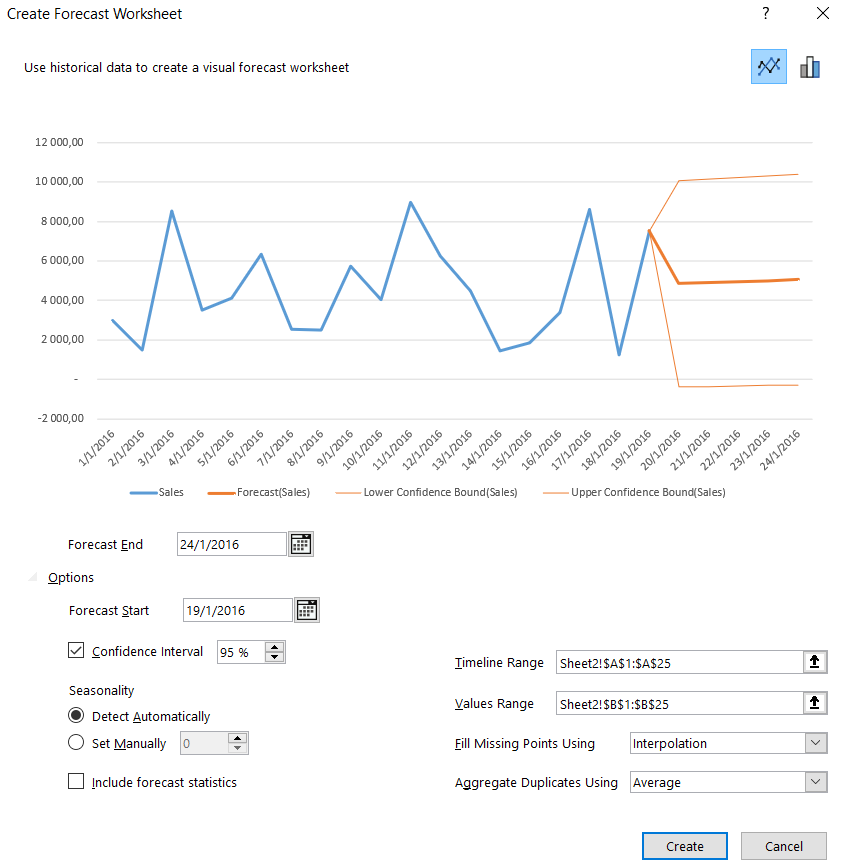 Create Forecast Worksheet
?
Use historical data to create a visual forecast worksheet
12 000,00
10 000,00
8 000,00
6 000,00
4 000,00
2 000,00
-
-2 000,00
1/1/2016 2/1/2016 3/1/2016 4/1/2016 5/1/2016 6/1/2016 7/1/2016 8/1/2016 9/1/2016 10/1/2016 11/1/2016 12/1/2016 13/1/2016 14/1/2016 15/1/2016 16/1/2016 17/1/2016 18/1/2016 19/1/2016 20/1/2016 21/1/2016 22/1/2016 23/1/2016 24/1/2016
Sales Forecast(Sales) Lower Confidence Bound(Sales) Upper Confidence Bound(Sales)
Forecast End 24/1/2016
Options
Forecast Start 19/1/2016
Confidence Interval 95 %
Seasonality
Detect Automatically
Set Manually 0
Include forecast statistics
Timeline Range Sheet2!$A$1:$A$25
Values Range Sheet2!$B$1:$B$25
Fill Missing Points Using Interpolation
Aggregate Duplicates Using Average
Create Cancel